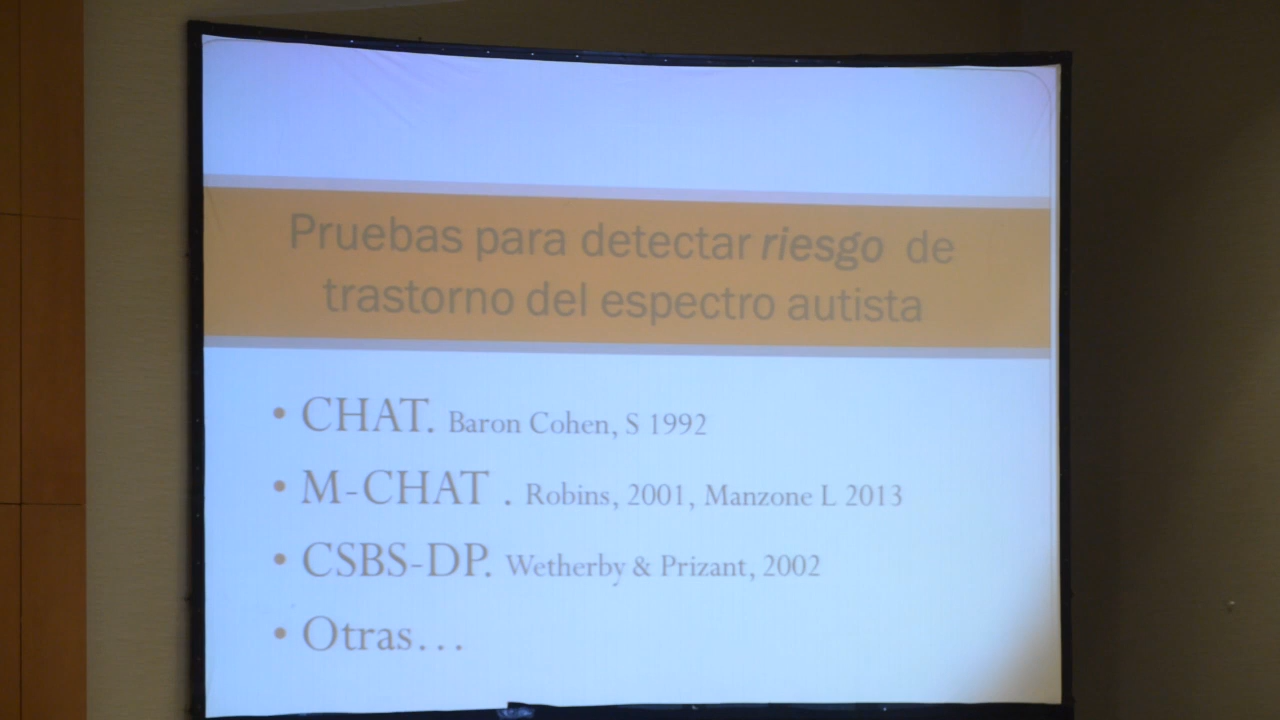 Pruebas para detectar riesgo de
trastorno del espectro autista
• CHAT. Baron Cohen, S 1992
• M-CHAT . Robins, 2001, Manzone L 2013
• CSBS-DP. Wetherby & Prizant, 2002
• Otras...